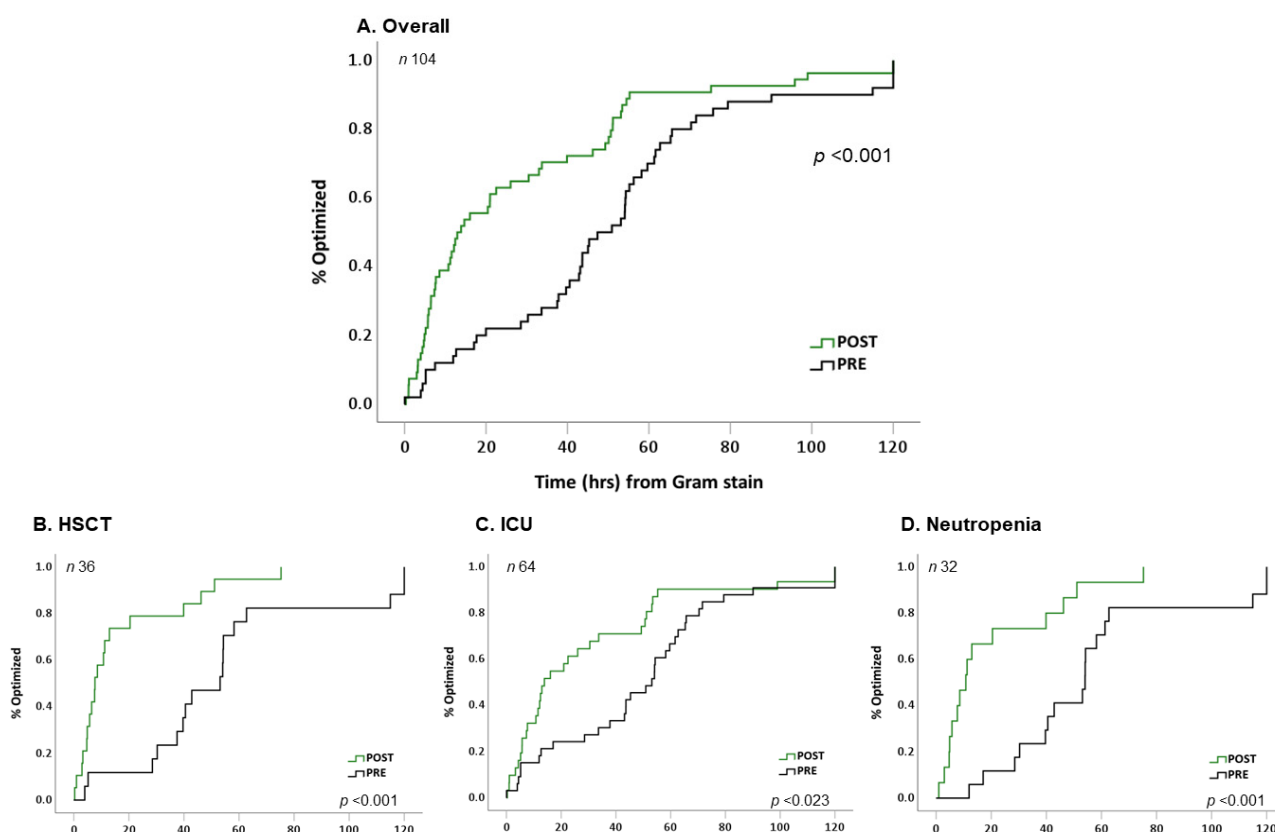 A. Overall
n 104
1.0
0.8
0.6
0.4
0.2
0.0
% Optimized
p <0.001
POST
PRE
0 20 40 60 80 100 120
Time (hrs) from Gram stain
B. HSCT
n 36
1.0
0.8
0.6
0.4
0.2
0.0
% Optimized
POST
PRE
p <0.001
0 20 40 60 80 100 120
C. ICU
n 64
1.0
0.8
0.6
0.4
0.2
0.0
% Optimized
POST
PRE
p <0.023
0 20 40 60 80 100 120
D. Neutropenia
n 32
1.0
0.8
0.6
0.4
0.2
0.0
% Optimized
POST
PRE
p <0.001
0 20 40 60 80 100 120